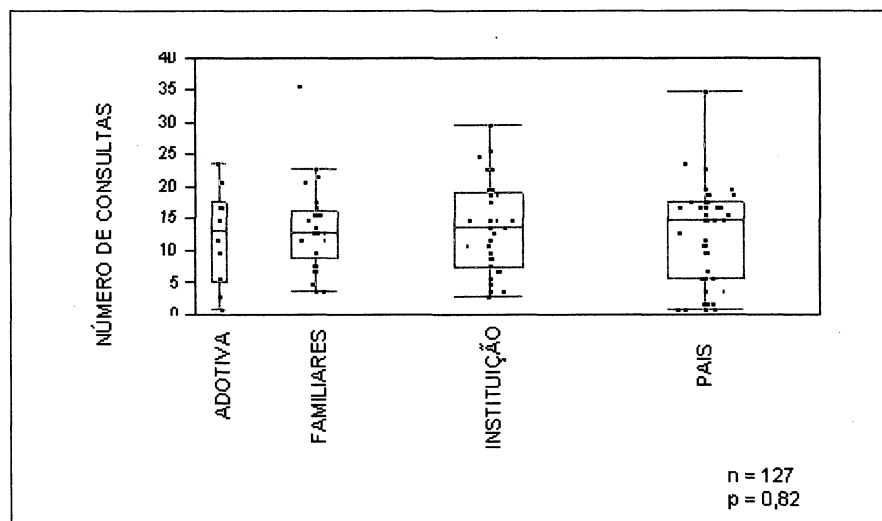 NÚMERO DE CONSULTAS
40
35
30
25
20
15
10
5
0
ADOTIVA
FAMILIARES
INSTITUIÇÃO
PAIS
n = 127
p = 0,82